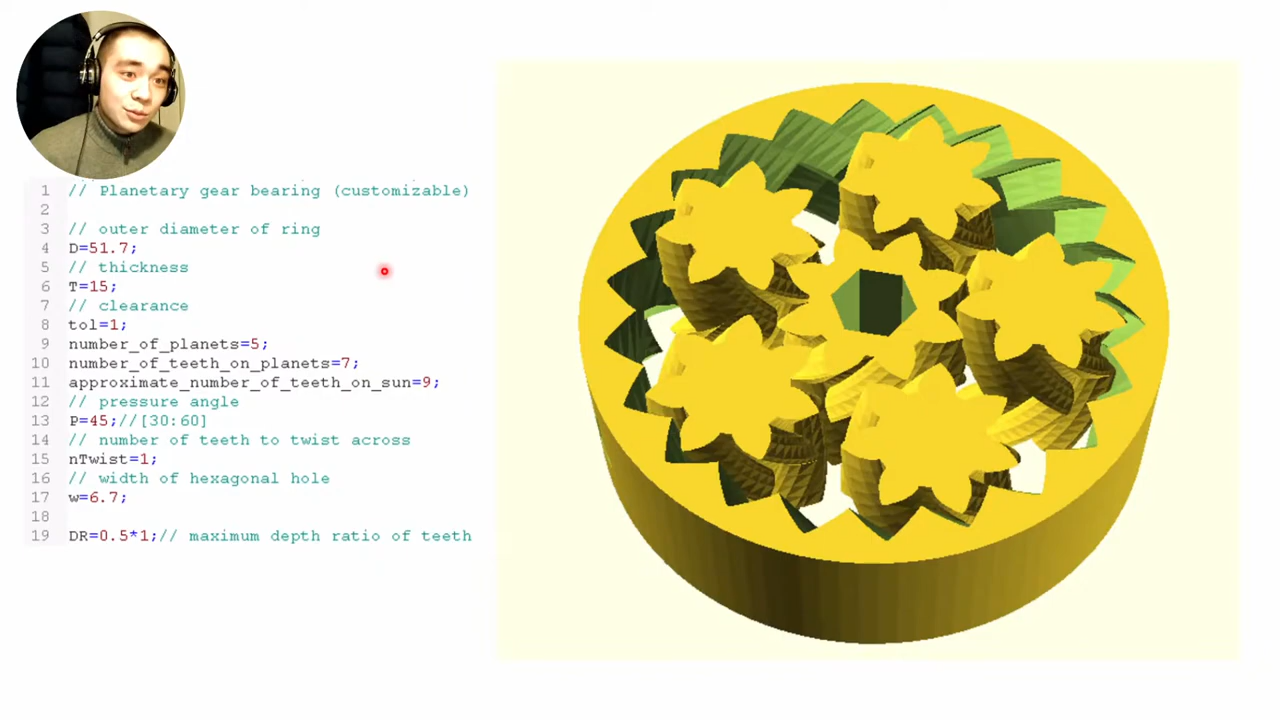 1 // Planetary gear bearing (customizable)
2
3 // outer diameter of ring
4 D=51.7;
5 // thickness
6 T=15;
7 // clearance
8 tol=1;
9 number_of_planets=5;
10 number_of_teeth_on_planets=7;
11 approximate_number_of_teeth_on_sun=9;
12 // pressure angle
13 P=45;//[30:60]
14 // number of teeth to twist across
15 nTwist=1;
16 // width of hexagonal hole
17 w=6.7;
18
19 DR=0.5*1;// maximum depth ratio of teeth